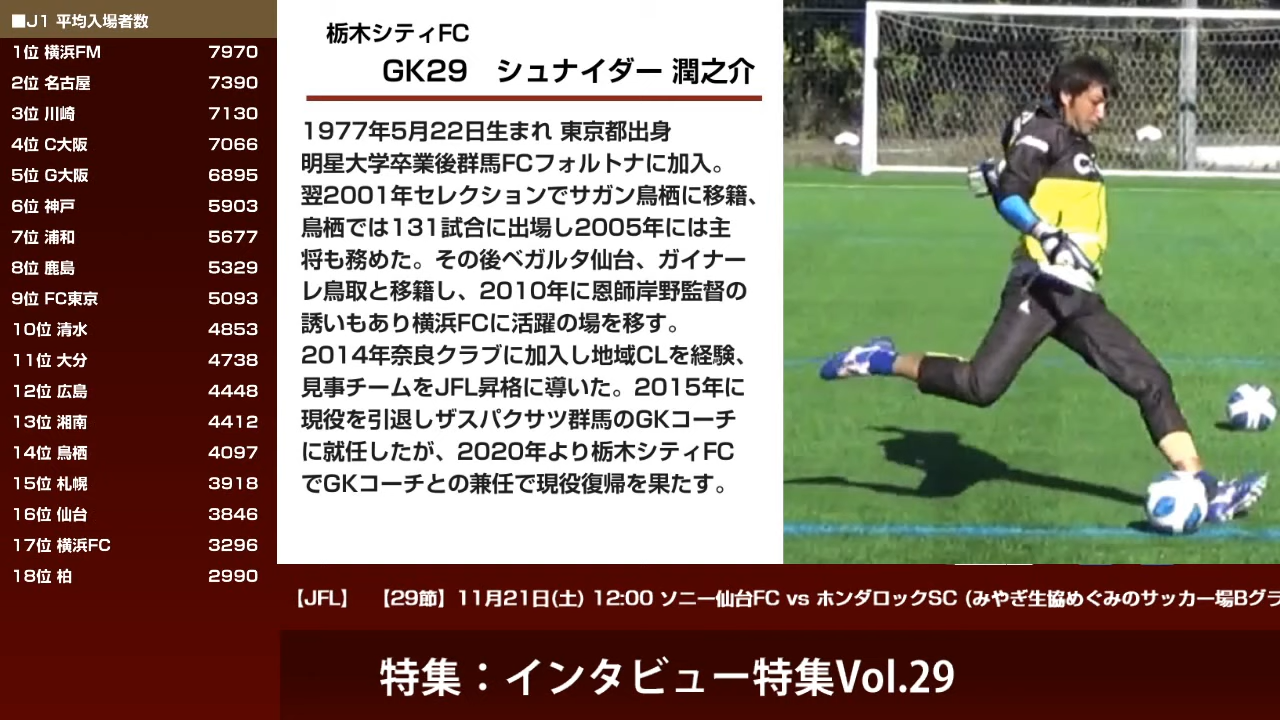 ■J1 平均入場者数
1位 横浜FM 7970
2位 名古屋 7390
3位 川崎 7130
4位 C大阪 7066
5位 G大阪 6895
6位 神戸 5903
7位 浦和 5677
8位 鹿島 5329
9位 FC東京 5093
10位 清水 4853
11位 大分 4738
12位 広島 4448
13位 湘南 4412
14位 鳥栖 4097
15位 札幌 3918
16位 仙台 3846
17位 横浜FC 3296
18位 柏 2990
栃木シティFC
GK29 シュナイダー 潤之介
1977年5月22日生まれ 東京都出身
明星大学卒業後群馬FCフォルトナに加入。
翌2001年セレクションでサガン鳥栖に移籍、
鳥栖では131試合に出場し2005年には主
将も務めた。その後ベガルタ仙台、ガイナー
レ鳥取と移籍し、2010年に恩師岸野監督の
誘いもあり横浜FCに活躍の場を移す。
2014年奈良クラブに加入し地域CLを経験、
見事チームをJFL昇格に導いた。2015年に
現役を引退しザスパクサツ群馬のGKコーチ
に就任したが、2020年より栃木シティFC
でGKコーチとの兼任で現役復帰を果たす。
【JFL】 【29節】11月21日(土) 12:00 ソニー仙台FC vs ホンダロックSC (みやぎ生協めぐみのサッカー場Bグラ
特集：インタビュー特集Vol.29